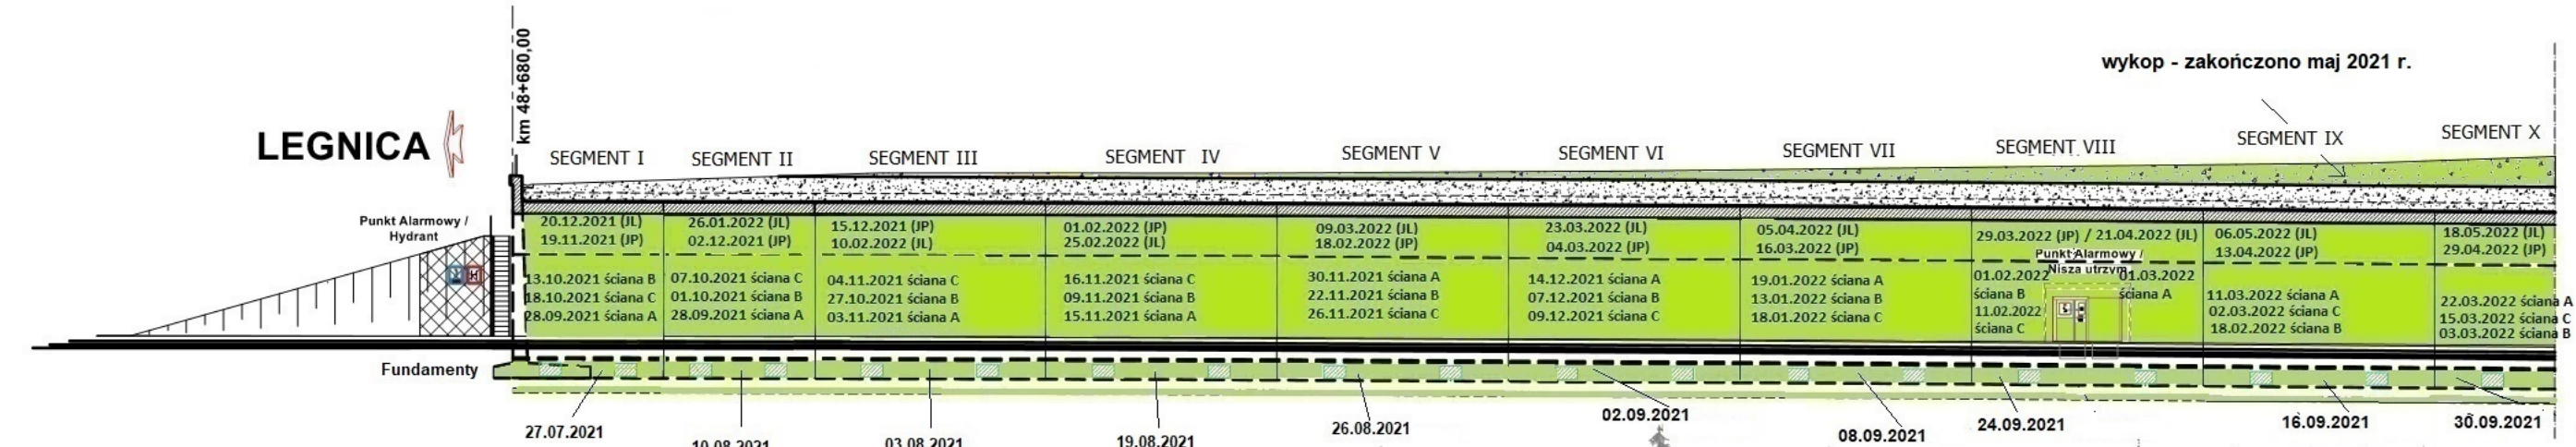 km 48+680,00
wykop - zakończono maj 2021 r.
LEGNICA
SEGMENT I
SEGMENT II
SEGMENT III
SEGMENT IV
SEGMENT V
SEGMENT VI
SEGMENT VII
SEGMENT VIII
SEGMENT IX
SEGMENT X
Punkt Alarmowy /
Hydrant
20.12.2021 (JL)
19.11.2021 (JP)
13.10.2021 ściana B
18.10.2021 ściana C
28.09.2021 ściana A
26.01.2022 (JL)
02.12.2021 (JP)
07.10.2021 ściana C
01.10.2021 ściana B
28.09.2021 ściana A
15.12.2021 (JP)
10.02.2022 (JL)
04.11.2021 ściana C
27.10.2021 ściana B
03.11.2021 ściana A
01.02.2022 (JP)
25.02.2022 (JL)
16.11.2021 ściana C
09.11.2021 ściana B
15.11.2021 ściana A
09.03.2022 (JL)
18.02.2022 (JP)
30.11.2021 ściana A
22.11.2021 ściana B
26.11.2021 ściana C
23.03.2022 (JL)
04.03.2022 (JP)
14.12.2021 ściana A
07.12.2021 ściana B
09.12.2021 ściana C
05.04.2022 (JL)
16.03.2022 (JP)
19.01.2022 ściana A
13.01.2022 ściana B
18.01.2022 ściana C
29.03.2022 (JP) / 21.04.2022 (JL)
Punkt Alarmowy /
Nisza utrzym.
01.02.2022
ściana B
11.02.2022
ściana C
01.03.2022
ściana A
06.05.2022 (JL)
13.04.2022 (JP)
11.03.2022 ściana A
02.03.2022 ściana C
18.02.2022 ściana B
18.05.2022 (JL)
29.04.2022 (JP)
22.03.2022 ściana A
15.03.2022 ściana C
03.03.2022 ściana B
Fundamenty
27.07.2021
10.08.2021
03.08.2021
19.08.2021
26.08.2021
02.09.2021
08.09.2021
24.09.2021
16.09.2021
30.09.2021